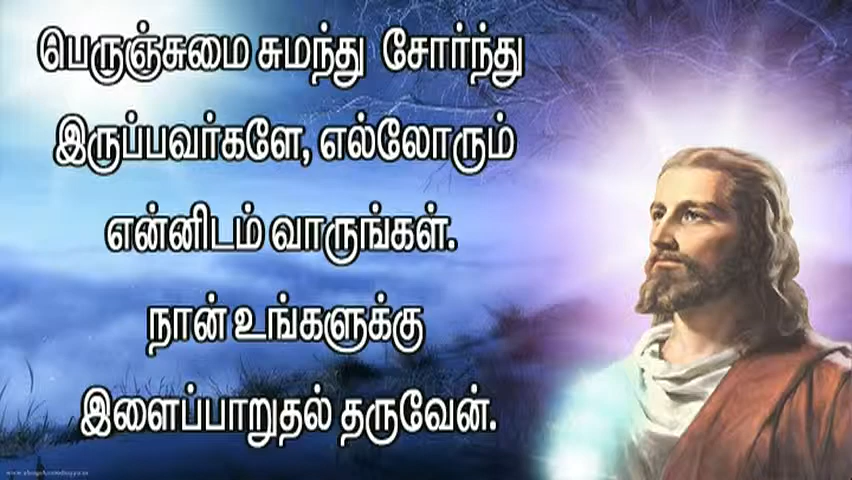 பெருஞ்சுமை சுமந்து சோர்ந்து
இருப்பவர்களே, எல்லோரும்
என்னிடம் வாருங்கள்.
நான் உங்களுக்கு
இளைப்பாறுதல் தருவேன்.